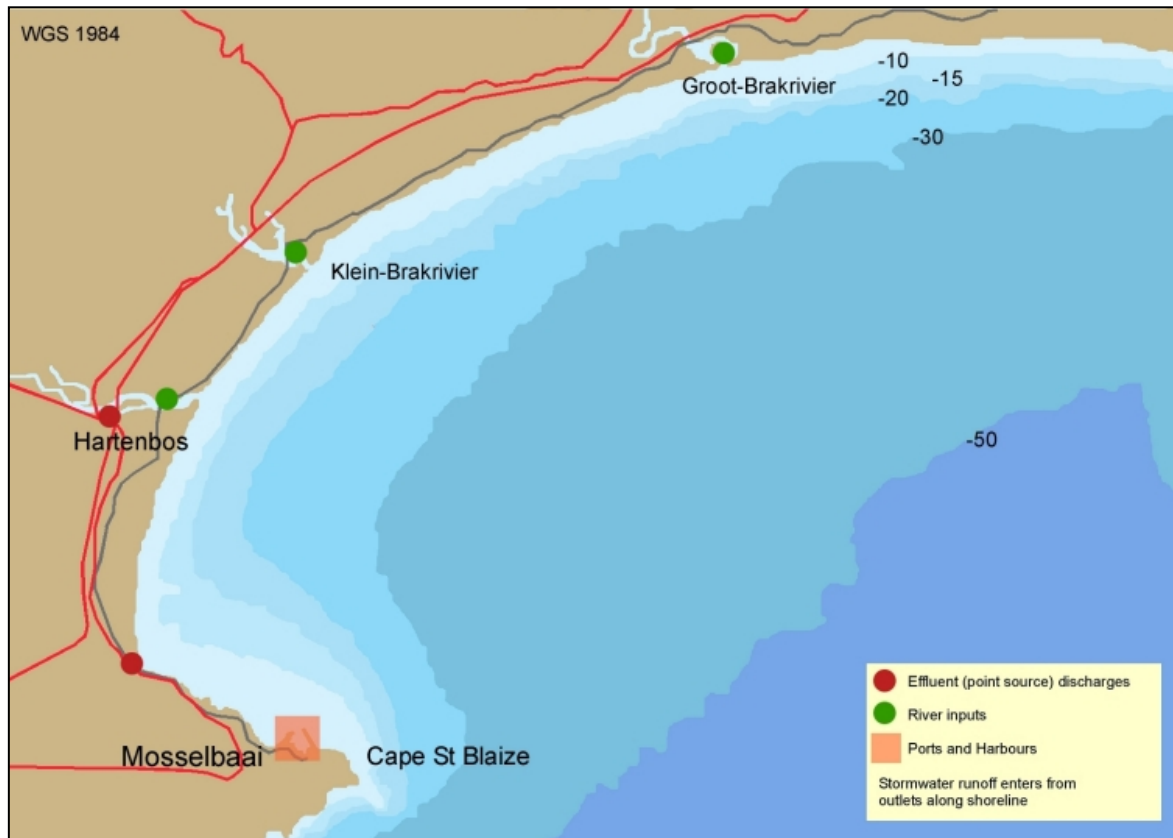 WGS 1984
-10
Groot-Brakrivier
-15
-20
-30
Klein-Brakrivier
Hartenbos
-50
Effluent (point source) discharges
River inputs
Mosselbaai
Cape St Blaize
Ports and Harbours
Stormwater runoff enters from
outlets along shoreline